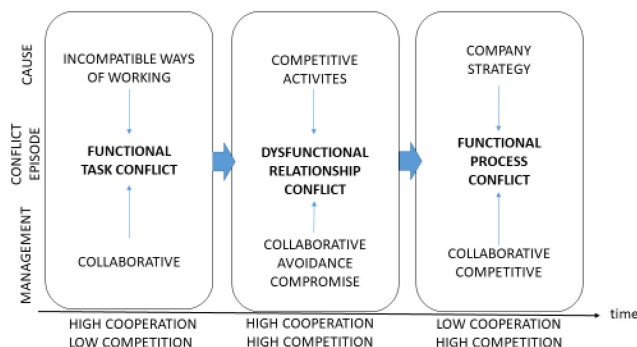 CAUSE
INCOMPATIBLE WAYS
OF WORKING
COMPETITIVE
ACTIVITES
COMPANY
STRATEGY
CONFLICT
EPISODE
FUNCTIONAL
TASK CONFLICT
DYSFUNCTIONAL
RELATIONSHIP
CONFLICT
FUNCTIONAL
PROCESS
CONFLICT
MANAGEMENT
COLLABORATIVE
COLLABORATIVE
AVOIDANCE
COMPROMISE
COLLABORATIVE
COMPETITIVE
time
HIGH COOPERATION
LOW COMPETITION
HIGH COOPERATION
HIGH COMPETITION
LOW COOPERATION
HIGH COMPETITION